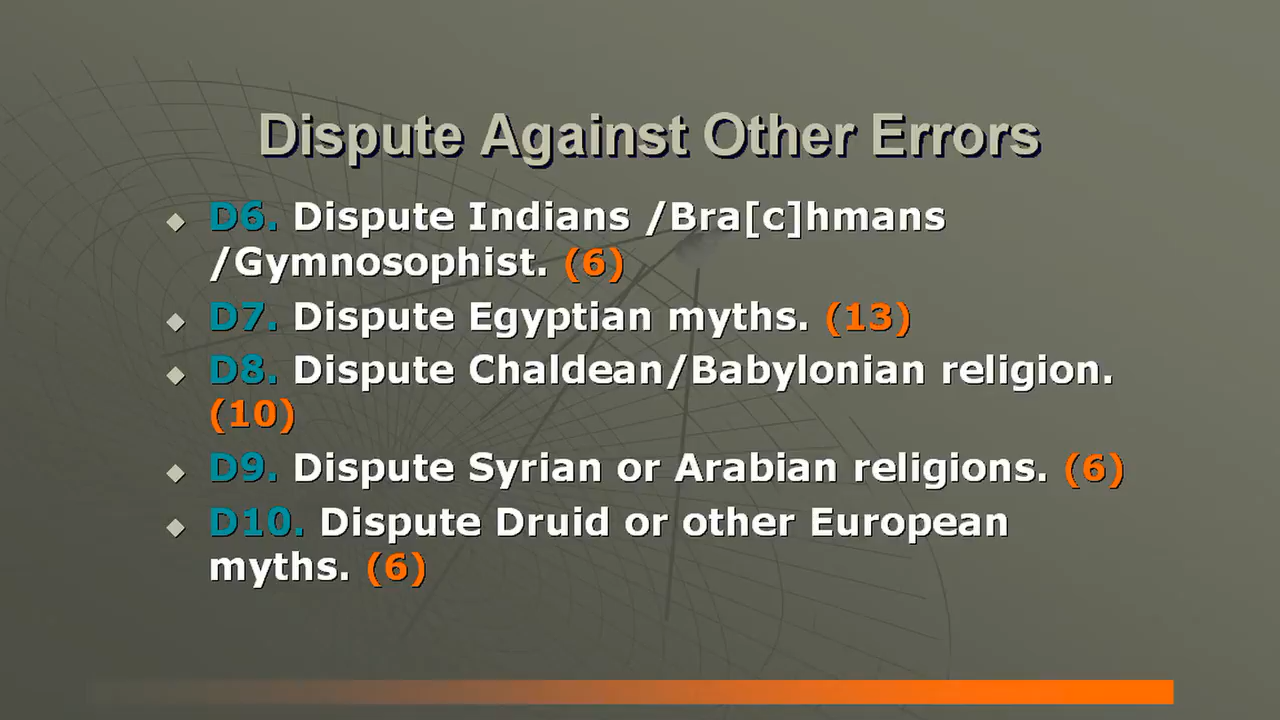 Dispute Against Other Errors
D6. Dispute Indians /Bra[c]hmans
/Gymnosophist. (6)
D7. Dispute Egyptian myths. (13)
D8. Dispute Chaldean/Babylonian religion.
(10)
D9. Dispute Syrian or Arabian religions. (6)
D10. Dispute Druid or other European
myths. (6)